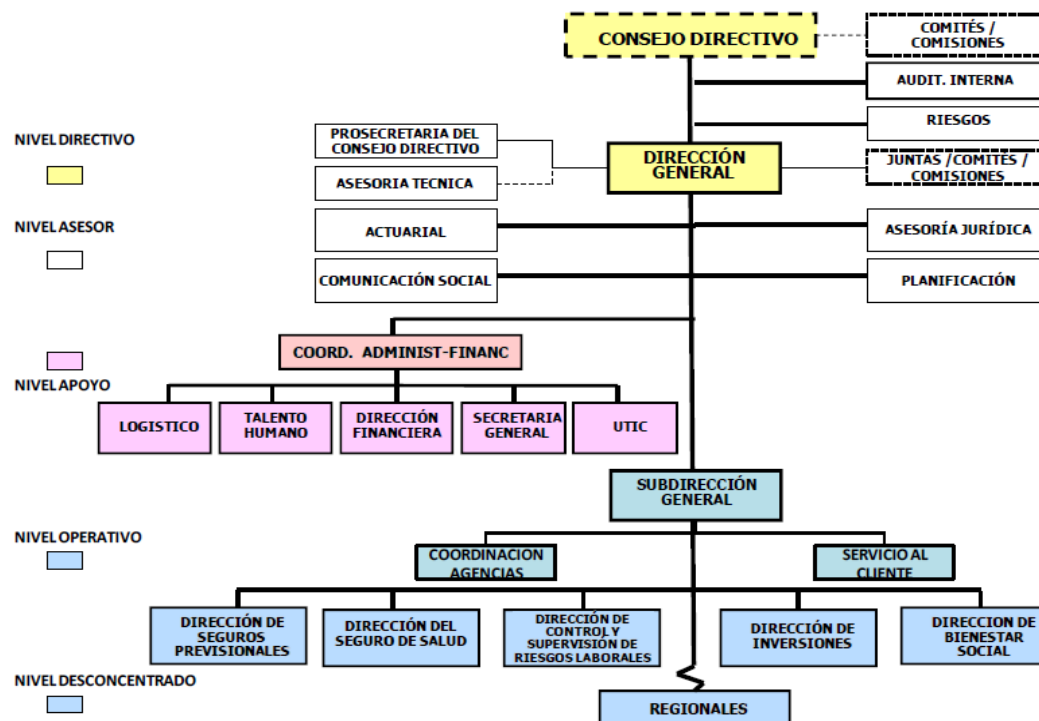 CONSEJO DIRECTIVO
COMITÉS /
COMISIONES
AUDIT. INTERNA
RIESGOS
NIVEL DIRECTIVO
PROSECRETARIA DEL
CONSEJO DIRECTIVO
DIRECCIÓN
GENERAL
JUNTAS /COMITÉS /
COMISIONES
ASESORIA TECNICA
NIVEL ASESOR
ACTUARIAL
ASESORÍA JURÍDICA
COMUNICACIÓN SOCIAL
PLANIFICACIÓN
COORD. ADMINIST-FINANC
NIVEL APOYO
LOGISTICO
TALENTO
HUMANO
DIRECCIÓN
FINANCIERA
SECRETARIA
GENERAL
UTIC
SUBDIRECCIÓN
GENERAL
NIVEL OPERATIVO
COORDINACION
AGENCIAS
SERVICIO AL
CLIENTE
DIRECCIÓN DE
SEGUROS
PREVISIONALES
DIRECCIÓN DEL
SEGURO DE SALUD
DIRECCIÓN DE
CONTROL Y
SUPERVISIÓN DE
RIESGOS LABORALES
DIRECCIÓN DE
INVERSIONES
DIRECCION DE
BIENESTAR
SOCIAL
NIVEL DESCONCENTRADO
REGIONALES